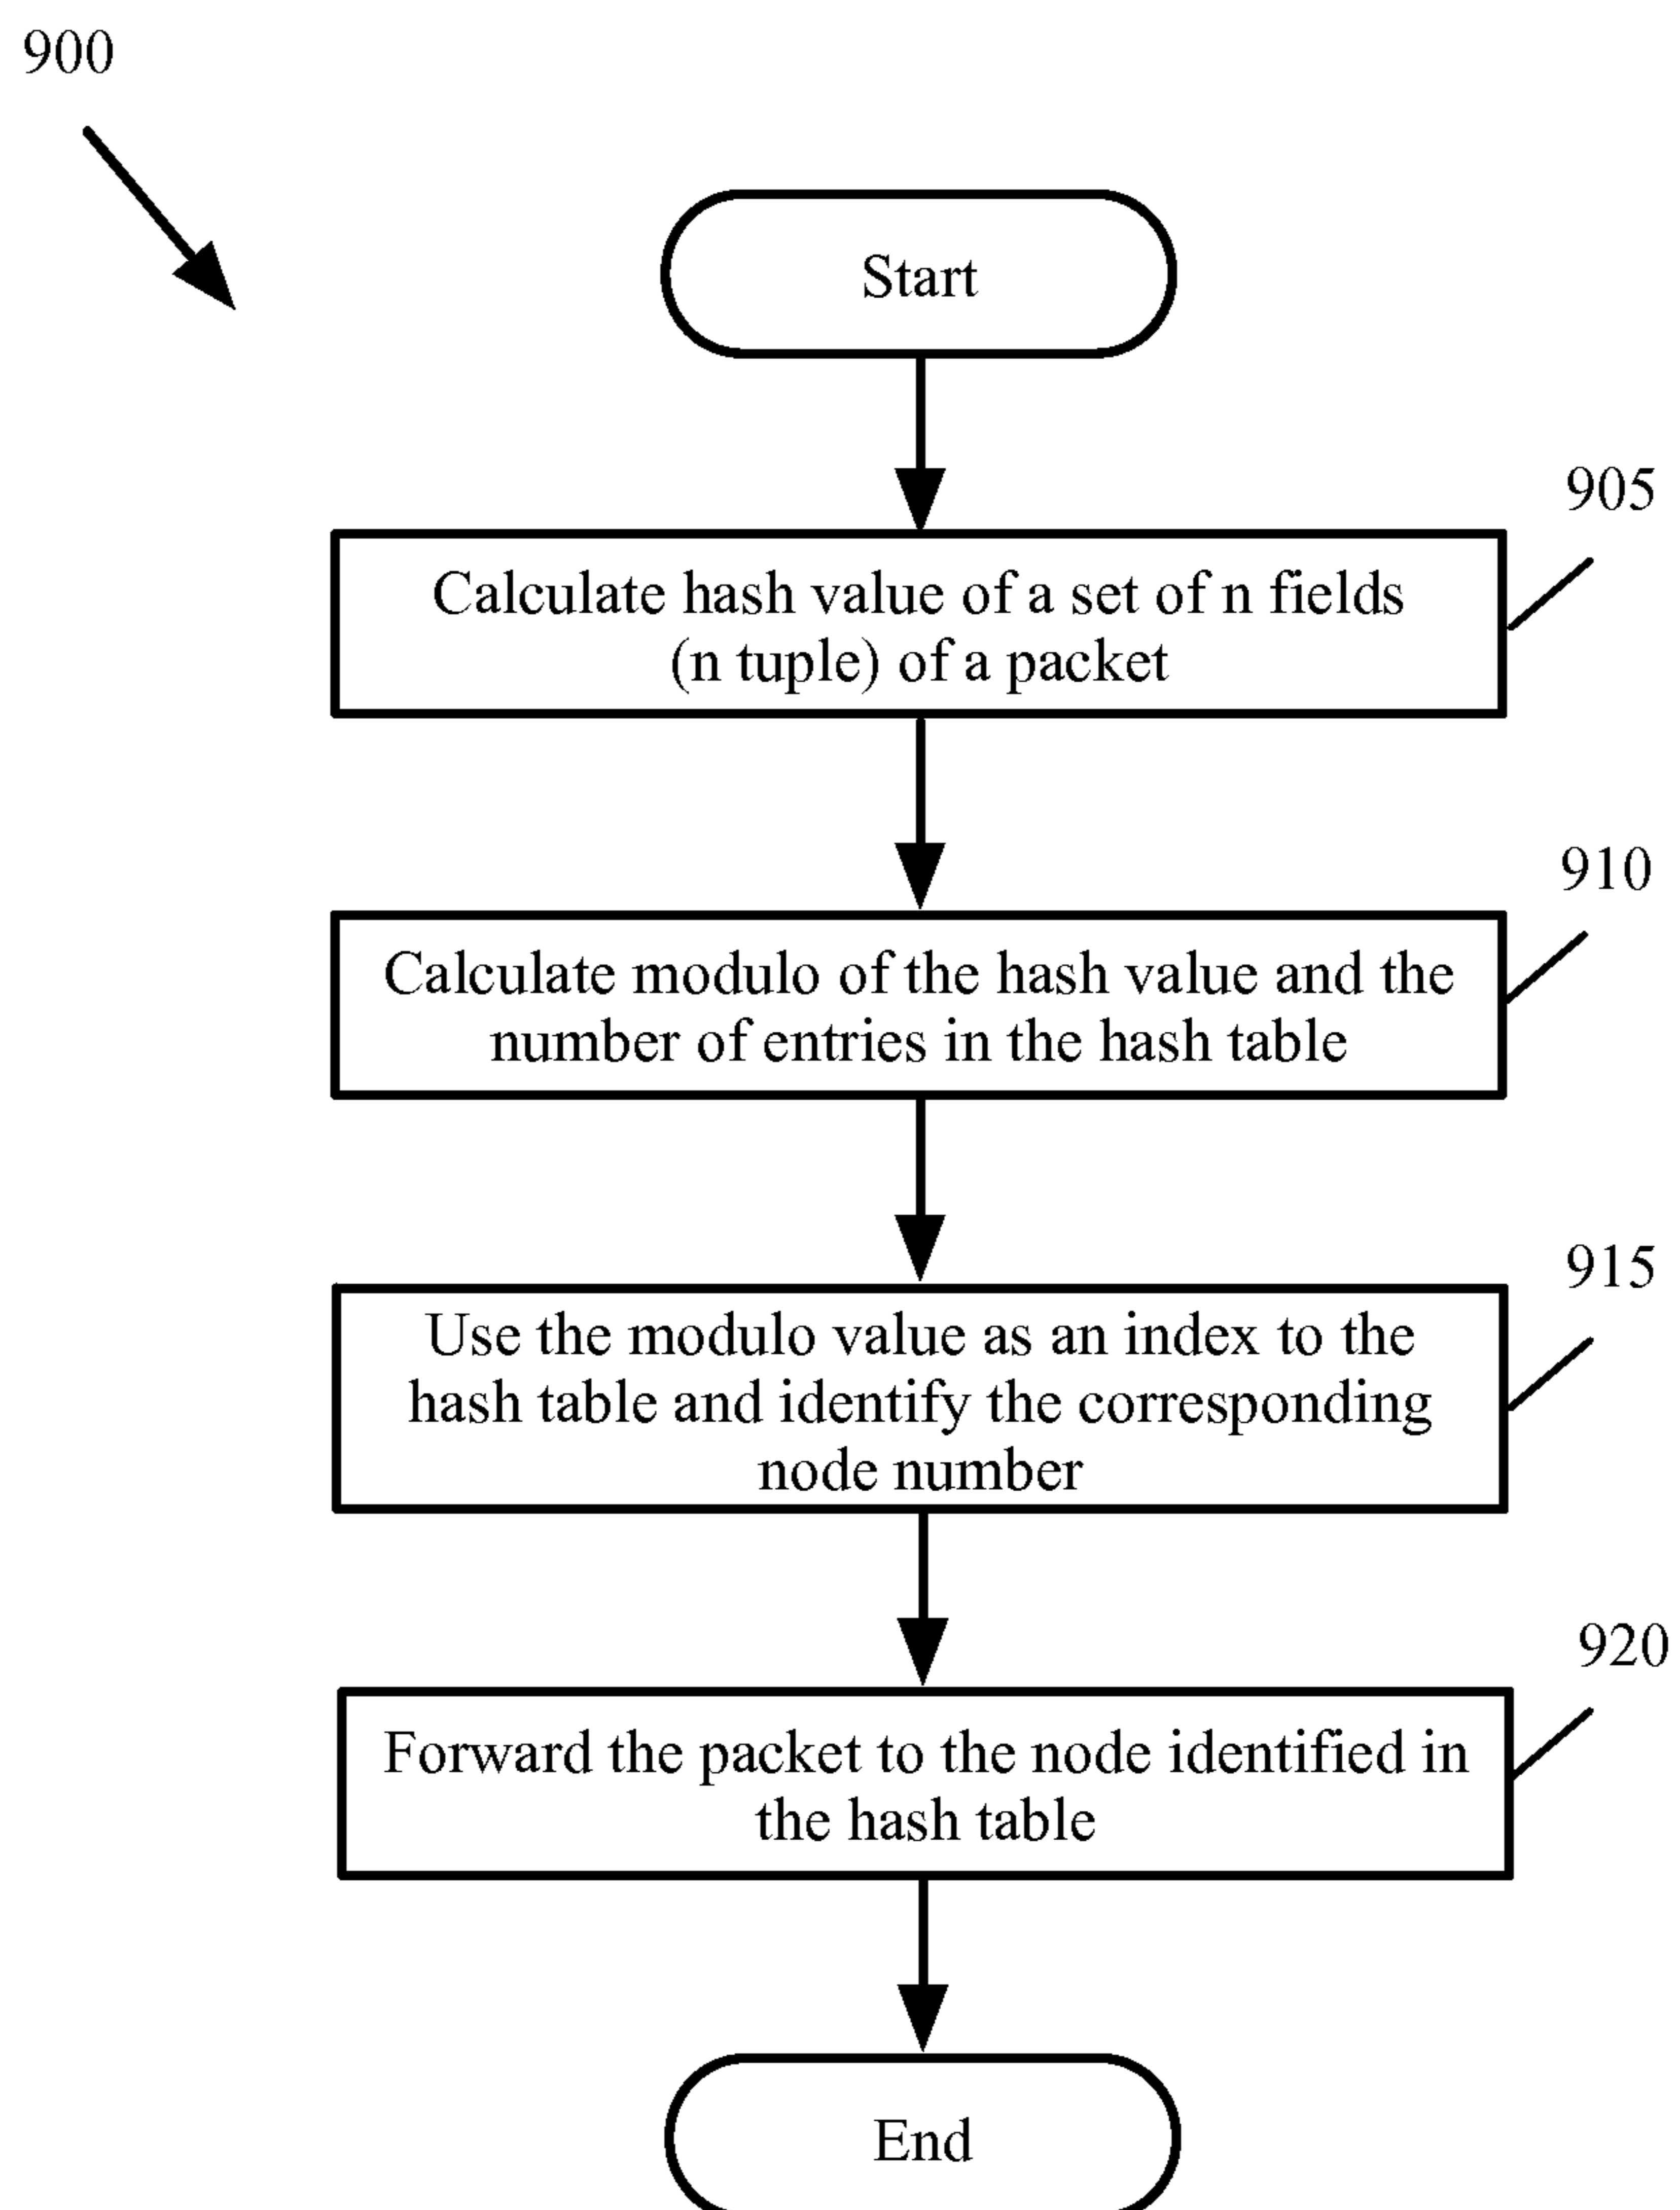 900
Start
905
Calculate hash value of a set of n fields
(n tuple) of a packet
910
Calculate modulo of the hash value and the
number of entries in the hash table
915
Use the modulo value as an index to the
hash table and identify the corresponding
node number
920
Forward the packet to the node identified in
the hash table
End